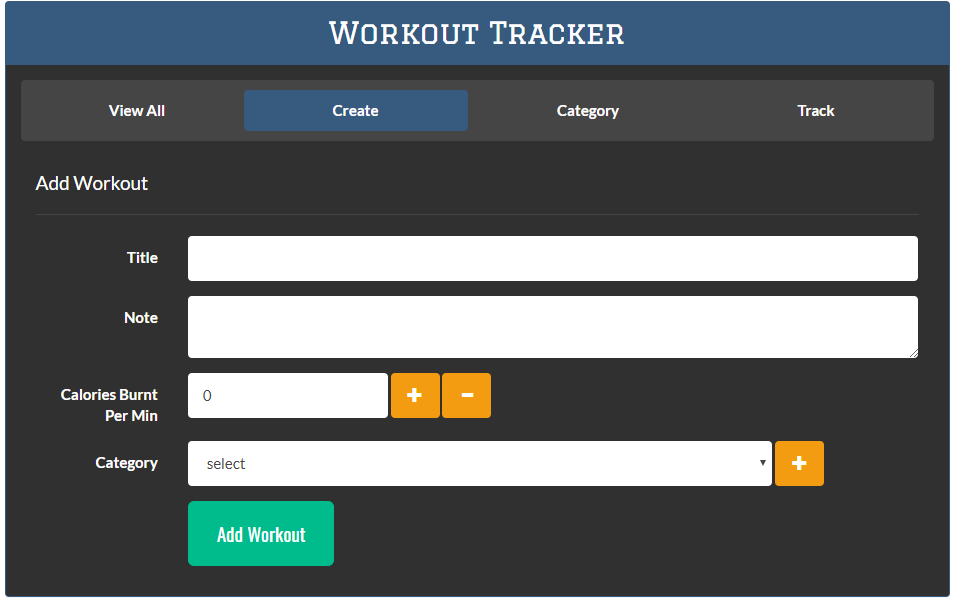 Workout Tracker
View All Create Category Track
Add Workout
Title
Note
Calories Burnt
Per Min
0 + -
Category select +
Add Workout